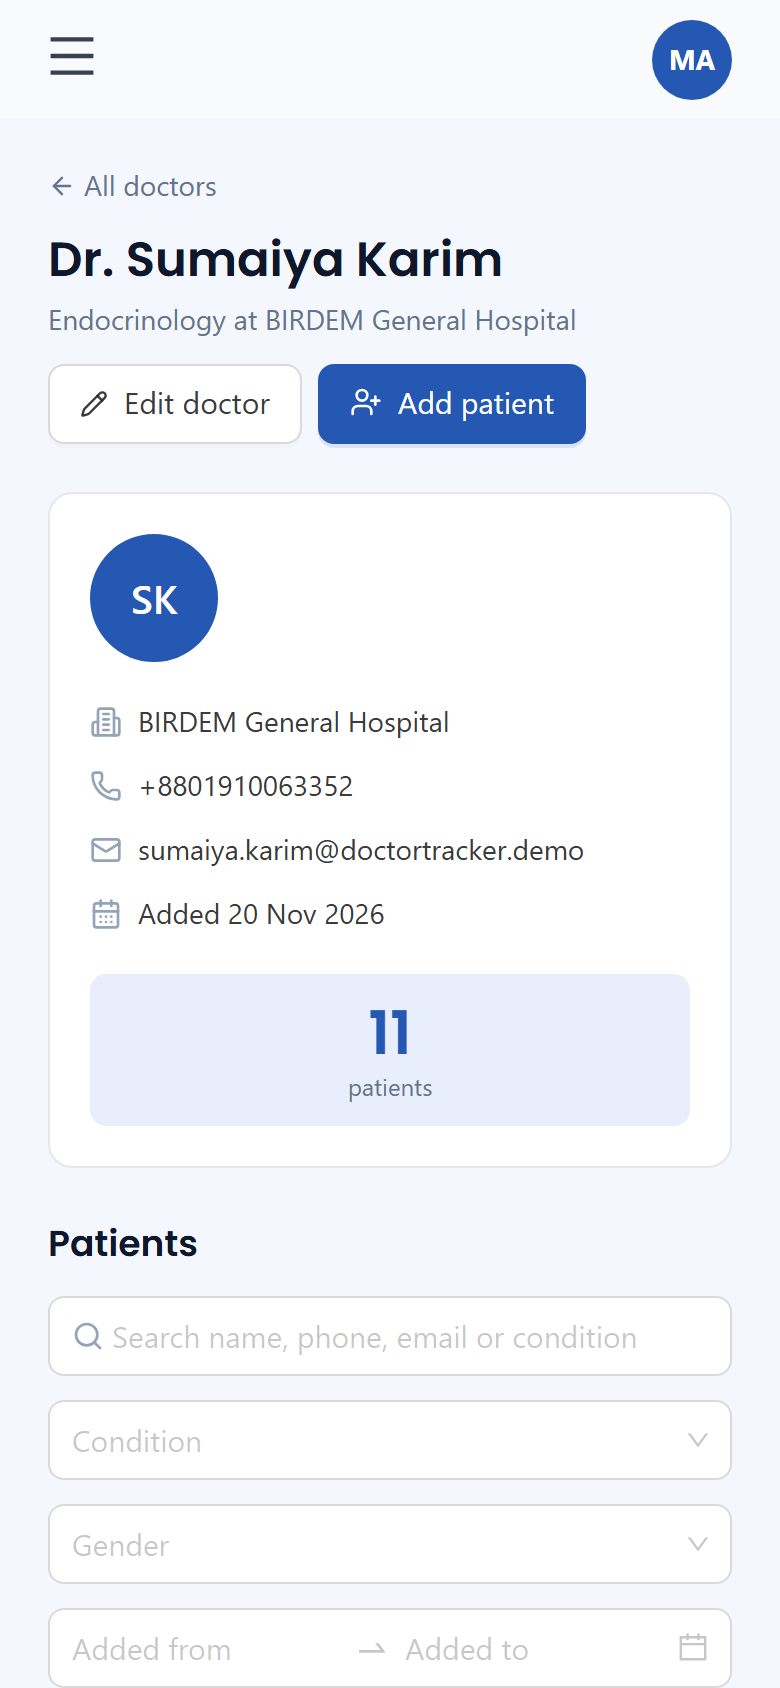 MA
All doctors
Dr. Sumaiya Karim
Endocrinology at BIRDEM General Hospital
Edit doctor
Add patient
SK
BIRDEM General Hospital
+8801910063352
sumaiya.karim@doctortracker.demo
Added 20 Nov 2026
11
patients
Patients
Search name, phone, email or condition
Condition
Gender
Added from
Added to